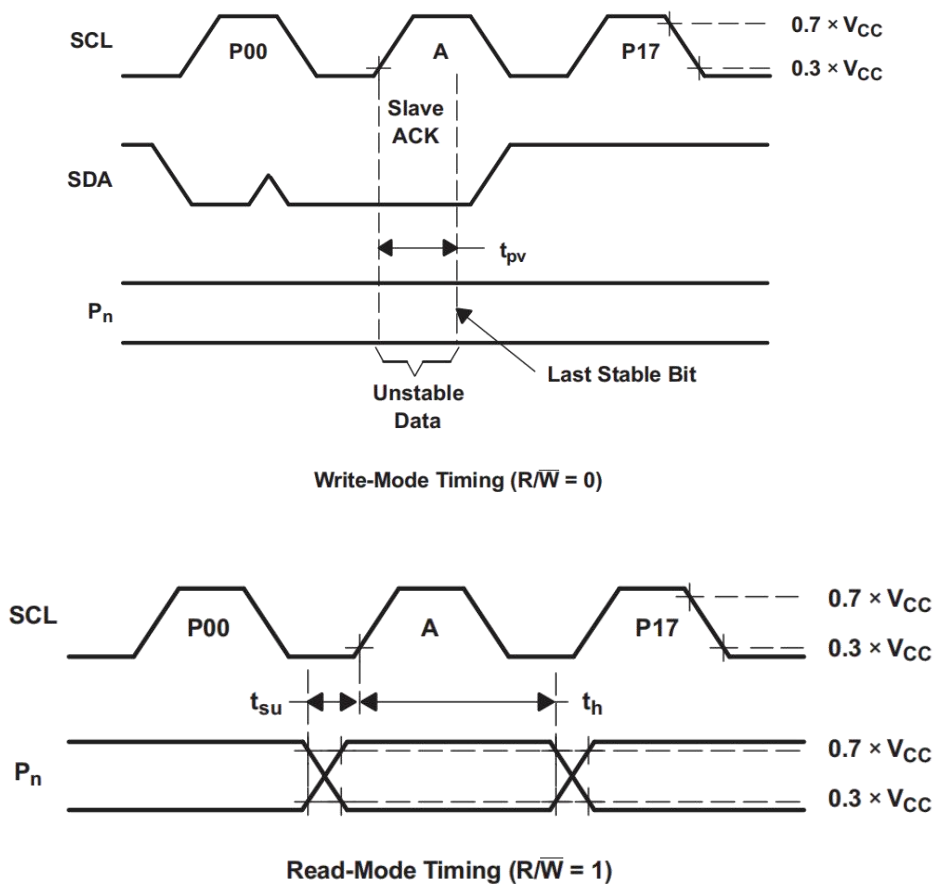 SCL
P00
A
P17
0.7 × VCC
0.3 × VCC
Slave
ACK
SDA
tpv
Pn
Last Stable Bit
Unstable
Data
Write-Mode Timing (R/W̅ = 0)
SCL
P00
A
P17
0.7 × VCC
0.3 × VCC
tsu
th
Pn
0.7 × VCC
0.3 × VCC
Read-Mode Timing (R/W̅ = 1)